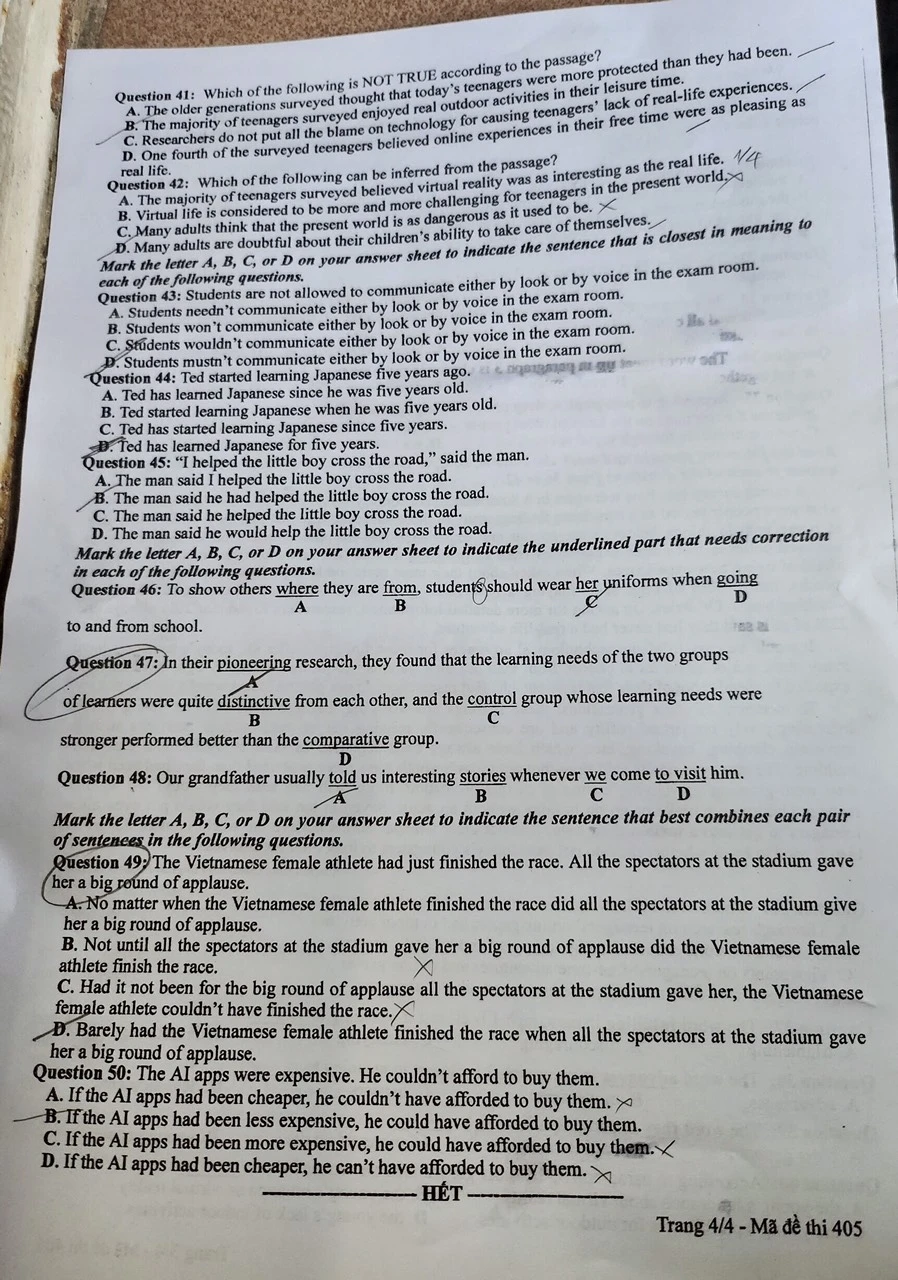 Question 41: Which of the following is NOT TRUE according to the passage?
A. The older generations surveyed thought that today's teenagers were more protected than they had been.
B. The majority of teenagers surveyed enjoyed real outdoor activities in their leisure time.
C. Researchers do not put all the blame on technology for causing teenagers' lack of real-life experiences.
D. One fourth of the surveyed teenagers believed online experiences in their free time were as pleasing as
real life.
Question 42: Which of the following can be inferred from the passage?
A. The majority of teenagers surveyed believed virtual reality was as interesting as the real life. 1/4
B. Virtual life is considered to be more and more challenging for teenagers in the present world.
C. Many adults think that the present world is as dangerous as it used to be.
D. Many adults are doubtful about their children's ability to take care of themselves.
Mark the letter A, B, C, or D on your answer sheet to indicate the sentence that is closest in meaning to
each of the following questions.
Question 43: Students are not allowed to communicate either by look or by voice in the exam room.
A. Students needn't communicate either by look or by voice in the exam room.
B. Students won't communicate either by look or by voice in the exam room.
C. Students wouldn't communicate either by look or by voice in the exam room.
D. Students mustn't communicate either by look or by voice in the exam room.
Question 44: Ted started learning Japanese five years ago.
A. Ted has learned Japanese since he was five years old.
B. Ted started learning Japanese when he was five years old.
C. Ted has started learning Japanese since five years.
D. Ted has learned Japanese for five years.
Question 45: "I helped the little boy cross the road," said the man.
A. The man said I helped the little boy cross the road.
B. The man said he had helped the little boy cross the road.
C. The man said he helped the little boy cross the road.
D. The man said he would help the little boy cross the road.
Mark the letter A, B, C, or D on your answer sheet to indicate the underlined part that needs correction
in each of the following questions.
Question 46: To show others where they are from, students should wear her uniforms when going
A B C D
to and from school.
Question 47: In their pioneering research, they found that the learning needs of the two groups
A
of learners were quite distinctive from each other, and the control group whose learning needs were
B C
stronger performed better than the comparative group.
D
Question 48: Our grandfather usually told us interesting stories whenever we come to visit him.
A B C D
Mark the letter A, B, C, or D on your answer sheet to indicate the sentence that best combines each pair
of sentences in the following questions.
Question 49: The Vietnamese female athlete had just finished the race. All the spectators at the stadium gave
her a big round of applause.
A. No matter when the Vietnamese female athlete finished the race did all the spectators at the stadium give
her a big round of applause.
B. Not until all the spectators at the stadium gave her a big round of applause did the Vietnamese female
athlete finish the race.
C. Had it not been for the big round of applause all the spectators at the stadium gave her, the Vietnamese
female athlete couldn't have finished the race.
D. Barely had the Vietnamese female athlete finished the race when all the spectators at the stadium gave
her a big round of applause.
Question 50: The AI apps were expensive. He couldn't afford to buy them.
A. If the AI apps had been cheaper, he couldn't have afforded to buy them.
B. If the AI apps had been less expensive, he could have afforded to buy them.
C. If the AI apps had been more expensive, he could have afforded to buy them.
D. If the AI apps had been cheaper, he can't have afforded to buy them.
HẾT
Trang 4/4 - Mã đề thi 405